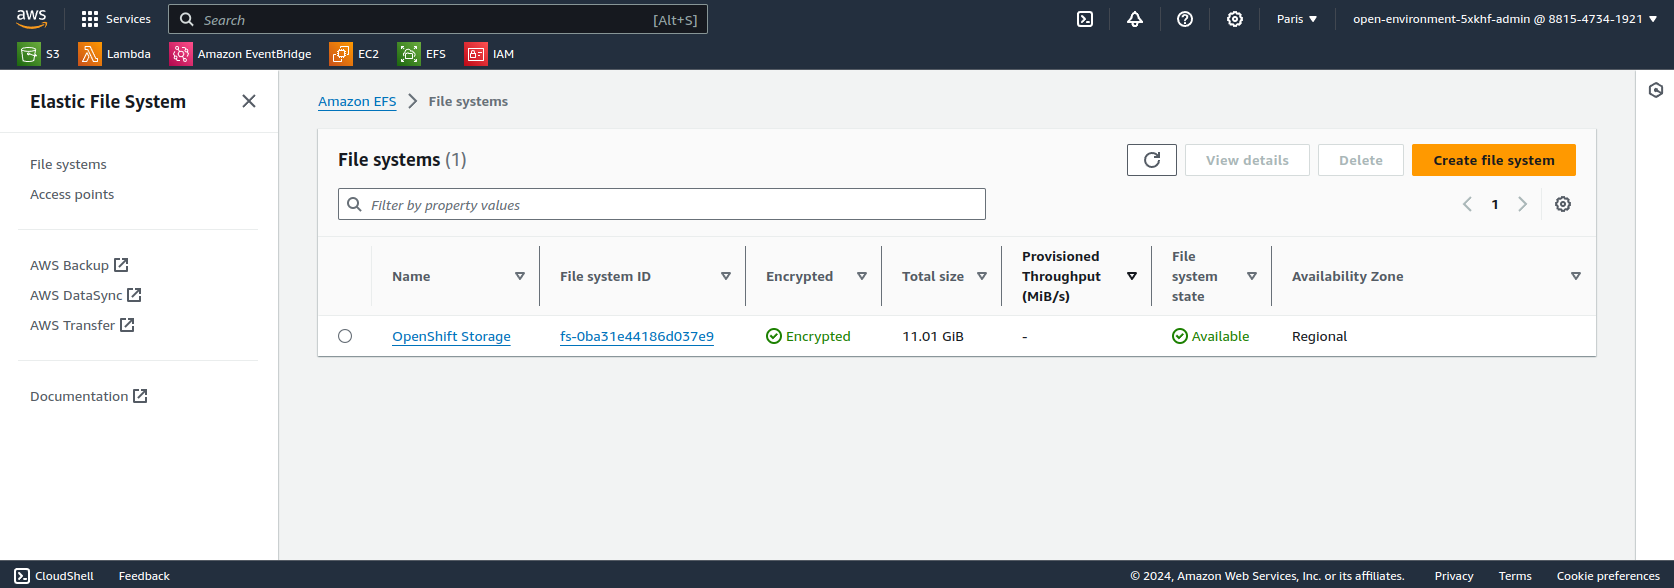 aws
Services
Search
[Alt+S]
Paris
open-environment-5xkhf-admin @ 8815-4734-1921
S3
Lambda
Amazon EventBridge
EC2
EFS
IAM
Elastic File System
File systems
Access points
AWS Backup
AWS DataSync
AWS Transfer
Documentation
Amazon EFS
File systems
File systems (1)
View details
Delete
Create file system
Filter by property values
1
Name
File system ID
Encrypted
Total size
Provisioned
Throughput
(MiB/s)
File
system
state
Availability Zone
OpenShift Storage
fs-0ba31e44186d037e9
Encrypted
11.01 GiB
-
Available
Regional
CloudShell
Feedback
© 2024, Amazon Web Services, Inc. or its affiliates.
Privacy
Terms
Cookie preferences